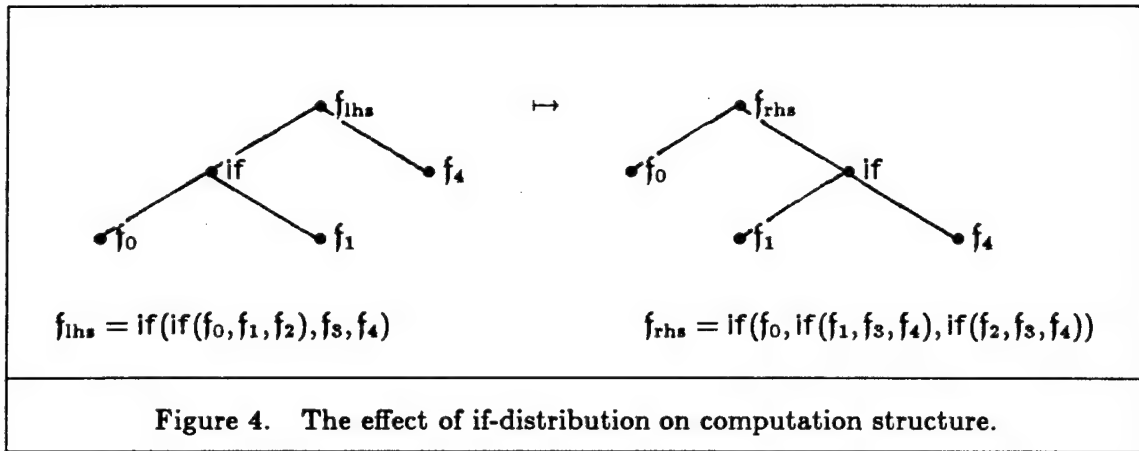 f_lhs ↦ f_rhs
if f_4 f_0 if
f_0 f_1 f_1 f_4
f_lhs = if(if(f_0, f_1, f_2), f_3, f_4) f_rhs = if(f_0, if(f_1, f_3, f_4), if(f_2, f_3, f_4))
Figure 4. The effect of if-distribution on computation structure.